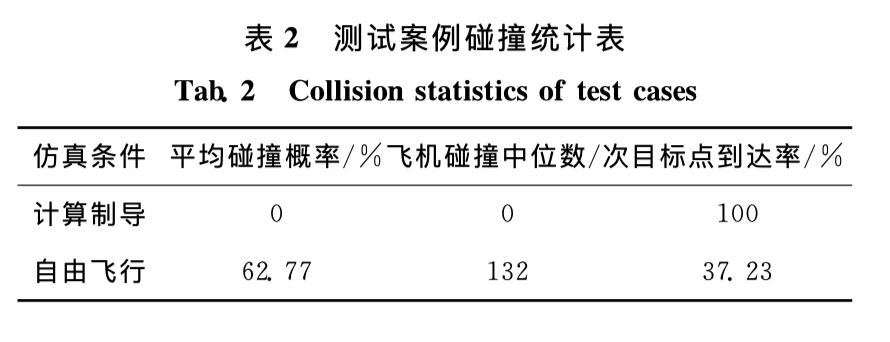 表 2 测试案例碰撞统计表
Tab. 2 Collision statistics of test cases
仿真条件 平均碰撞概率/% 飞机碰撞中位数/次 目标点到达率/%
计算制导 0 0 100
自由飞行 62.77 132 37.23